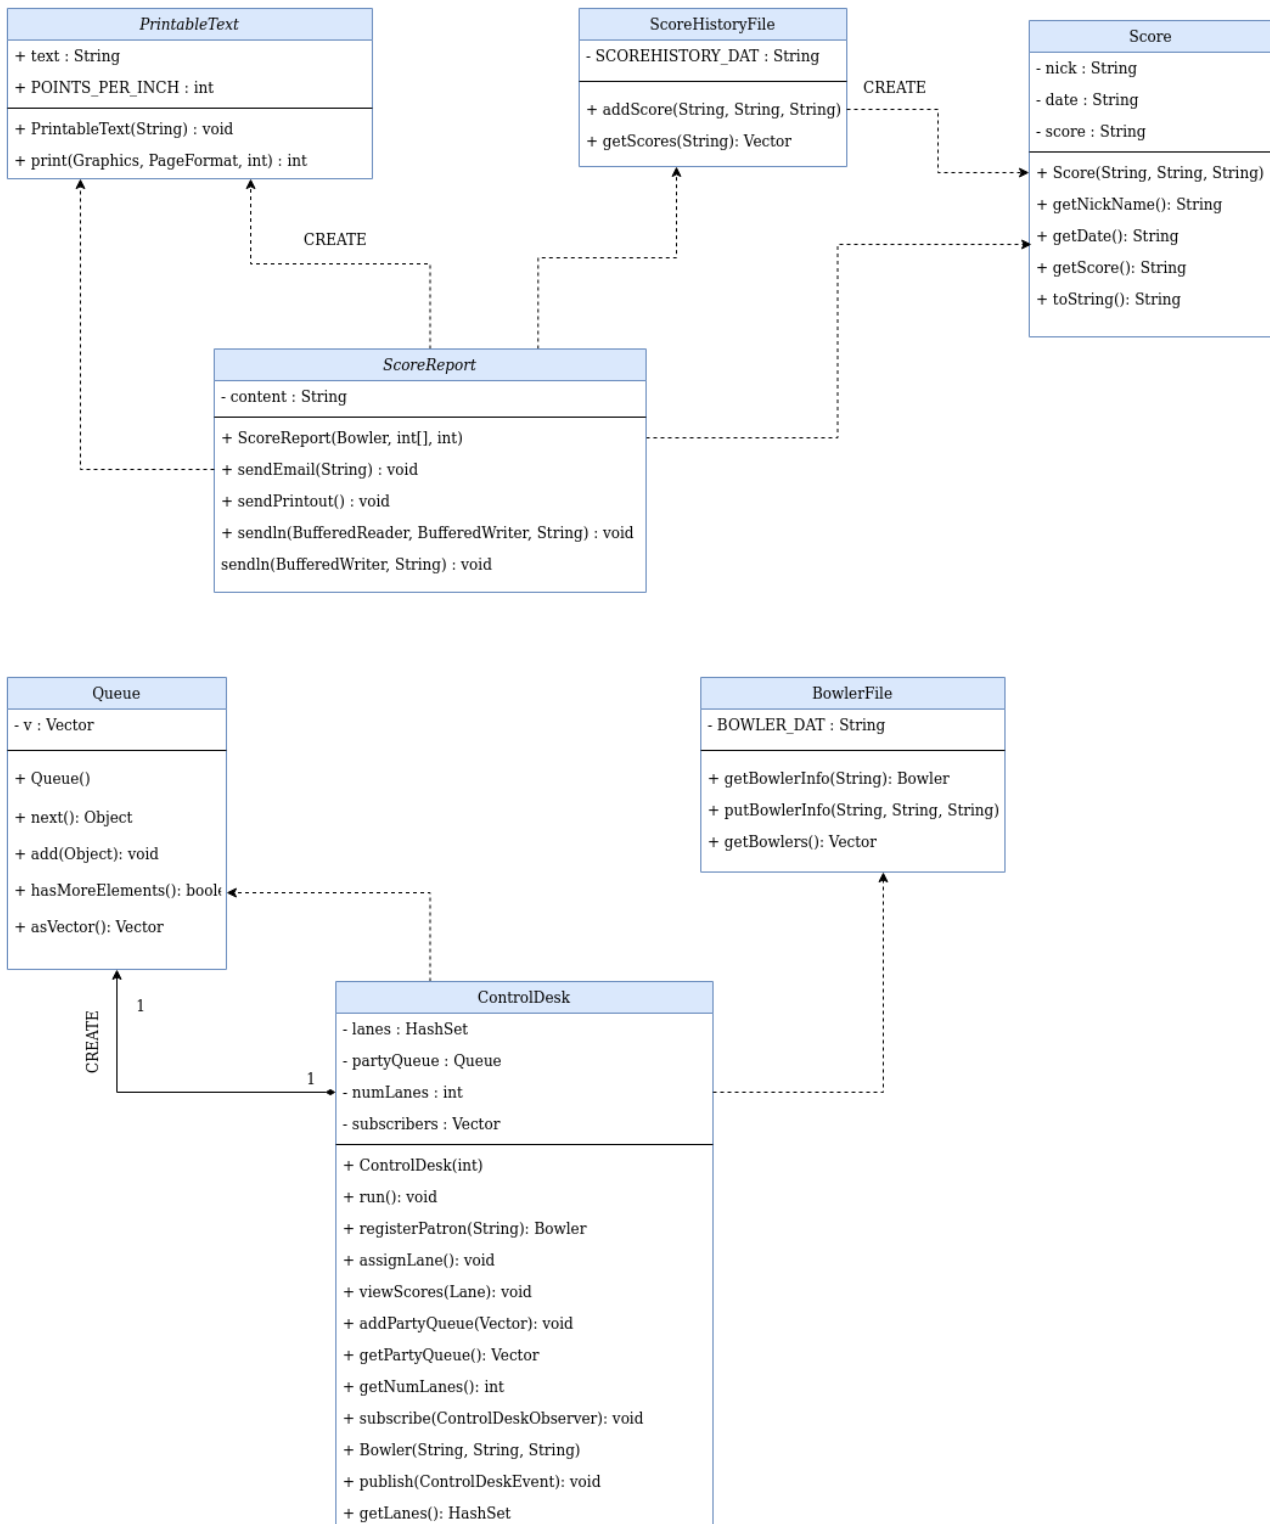 PrintableText
+ text : String
+ POINTS_PER_INCH : int
+ PrintableText(String) : void
+ print(Graphics, PageFormat, int) : int
ScoreHistoryFile
- SCOREHISTORY_DAT : String
+ addScore(String, String, String)
+ getScores(String): Vector
CREATE
Score
- nick : String
- date : String
- score : String
+ Score(String, String, String)
+ getNickName(): String
+ getDate(): String
+ getScore(): String
+ toString(): String
CREATE
ScoreReport
- content : String
+ ScoreReport(Bowler, int[], int)
+ sendEmail(String) : void
+ sendPrintout() : void
+ sendln(BufferedReader, BufferedWriter, String) : void
sendln(BufferedWriter, String) : void
Queue
- v : Vector
+ Queue()
+ next(): Object
+ add(Object): void
+ hasMoreElements(): boole
+ asVector(): Vector
BowlerFile
- BOWLER_DAT : String
+ getBowlerInfo(String): Bowler
+ putBowlerInfo(String, String, String)
+ getBowlers(): Vector
CREATE
1
1
ControlDesk
- lanes : HashSet
- partyQueue : Queue
- numLanes : int
- subscribers : Vector
+ ControlDesk(int)
+ run(): void
+ registerPatron(String): Bowler
+ assignLane(): void
+ viewScores(Lane): void
+ addPartyQueue(Vector): void
+ getPartyQueue(): Vector
+ getNumLanes(): int
+ subscribe(ControlDeskObserver): void
+ Bowler(String, String, String)
+ publish(ControlDeskEvent): void
+ getLanes(): HashSet